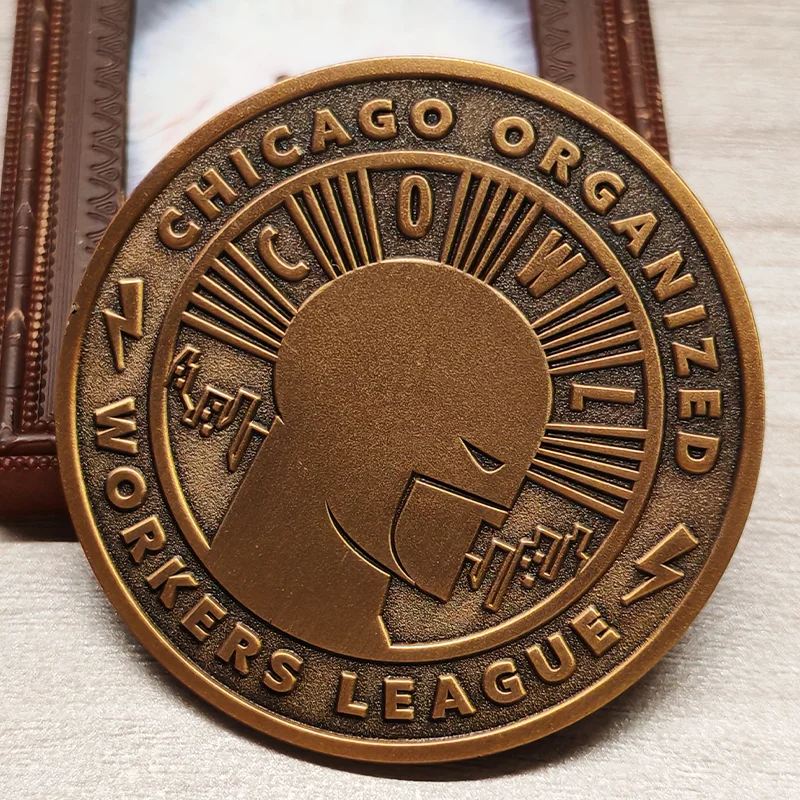 CHICAGO ORGANIZED
WORKERS LEAGUE
C O W L